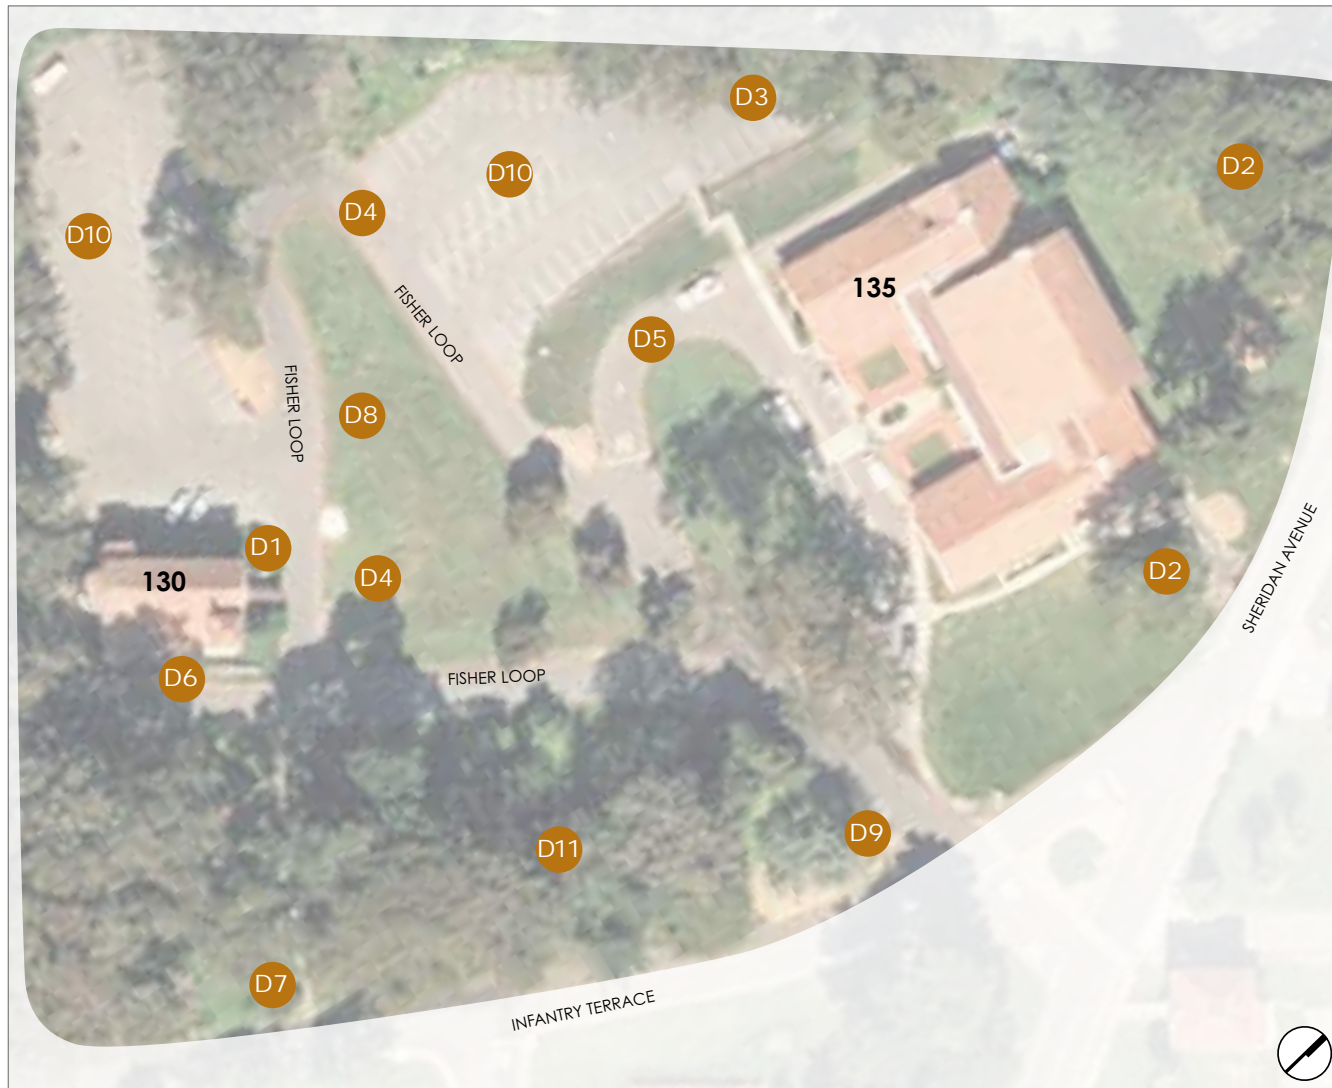 D3
D2
D10
D4
D10
135
FISHER LOOP
D5
FISHER LOOP
D8
D1
130
D4
D2
SHERIDAN AVENUE
D6
FISHER LOOP
D9
D11
D7
INFANTRY TERRACE